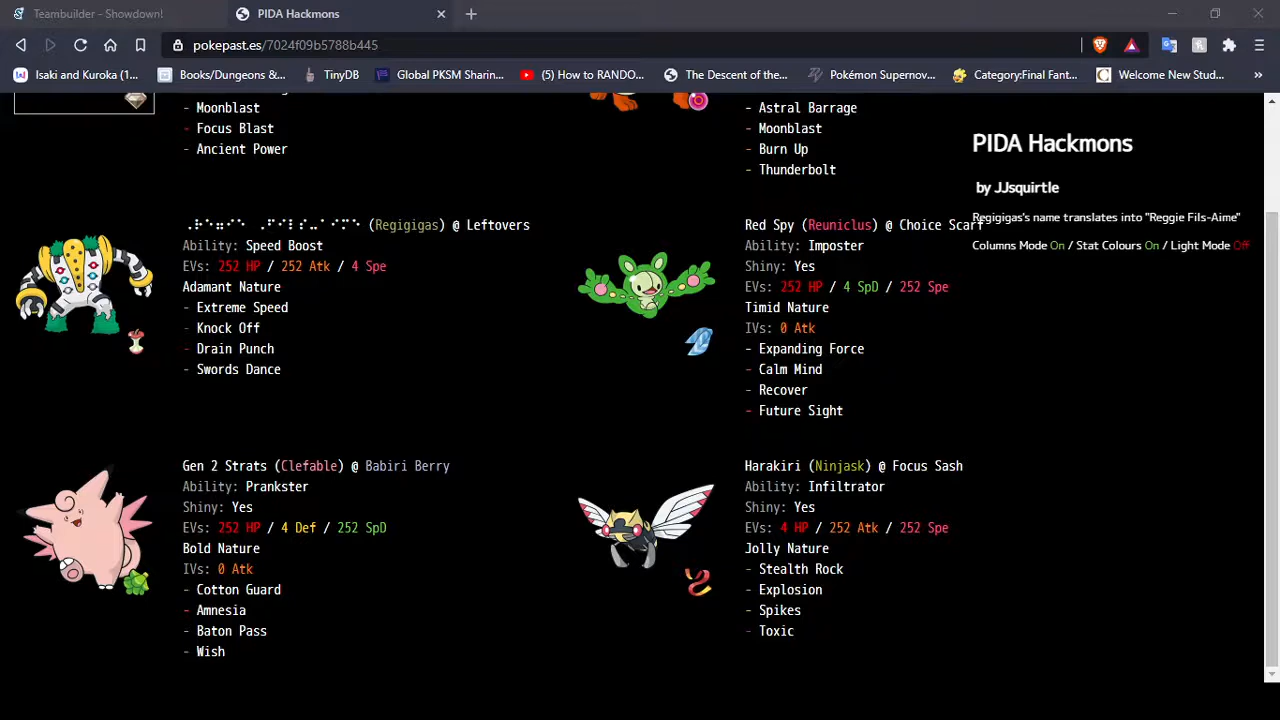 Teambuilder - Showdown!
PIDA Hackmons
pokepast.es/7024f09b5788b445
Isaki and Kuroka (1...
Books/Dungeons &...
TinyDB
Global PKSM Sharin...
(5) How to RANDO...
The Descent of the...
Pokémon Supernov...
Category:Final Fant...
Welcome New Stud...
»
- Moonblast
- Focus Blast
- Ancient Power
- Astral Barrage
- Moonblast
- Burn Up
- Thunderbolt
PIDA Hackmons
by JJsquirtle
Regigigas's name translates into "Reggie Fils-Aime"
Columns Mode On / Stat Colours On / Light Mode Off
(Regigigas) @ Leftovers
Ability: Speed Boost
EVs: 252 HP / 252 Atk / 4 Spe
Adamant Nature
- Extreme Speed
- Knock Off
- Drain Punch
- Swords Dance
Red Spy (Reuniclus) @ Choice Scarf
Ability: Imposter
Shiny: Yes
EVs: 252 HP / 4 SpD / 252 Spe
Timid Nature
IVs: 0 Atk
- Expanding Force
- Calm Mind
- Recover
- Future Sight
Gen 2 Strats (Clefable) @ Babiri Berry
Ability: Prankster
Shiny: Yes
EVs: 252 HP / 4 Def / 252 SpD
Bold Nature
IVs: 0 Atk
- Cotton Guard
- Amnesia
- Baton Pass
- Wish
Harakiri (Ninjask) @ Focus Sash
Ability: Infiltrator
Shiny: Yes
EVs: 4 HP / 252 Atk / 252 Spe
Jolly Nature
- Stealth Rock
- Explosion
- Spikes
- Toxic